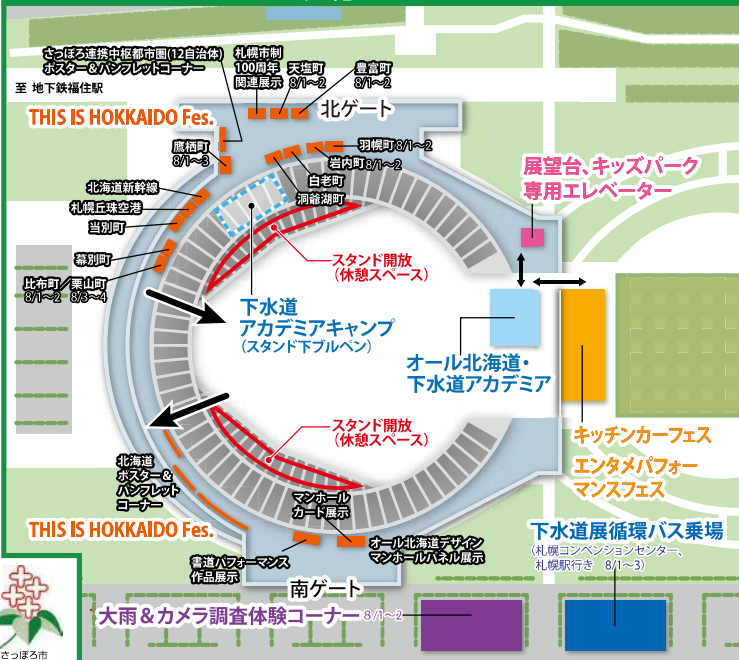 さっぽろ連携中枢都市圏(12自治体)
ポスター&パンフレットコーナー
札幌市制
100周年
関連展示
天塩町
8/1〜2
豊富町
8/1〜2
至 地下鉄福住駅
THIS IS HOKKAIDO Fes.
北ゲート
鷹栖町
8/1〜3
羽幌町 8/1〜2
岩内町 8/1〜2
白老町
洞爺湖町
北海道新幹線
札幌丘珠空港
当別町
幕別町
比布町/栗山町
8/1〜2 8/3〜4
展望台、キッズパーク
専用エレベーター
スタンド開放
(休憩スペース)
下水道
アカデミアキャンプ
(スタンド下ブルペン)
オール北海道・
下水道アカデミア
スタンド開放
(休憩スペース)
キッチンカーフェス
エンタメパフォー
マンスフェス
北海道
ポスター&
パンフレット
コーナー
マンホール
カード展示
THIS IS HOKKAIDO Fes.
書道パフォーマンス
作品展示
オール北海道デザイン
マンホールパネル展示
下水道展循環バス乗場
(札幌コンベンションセンター、
札幌駅行き 8/1〜3)
南ゲート
大雨&カメラ調査体験コーナー 8/1〜2
さっぽろ市